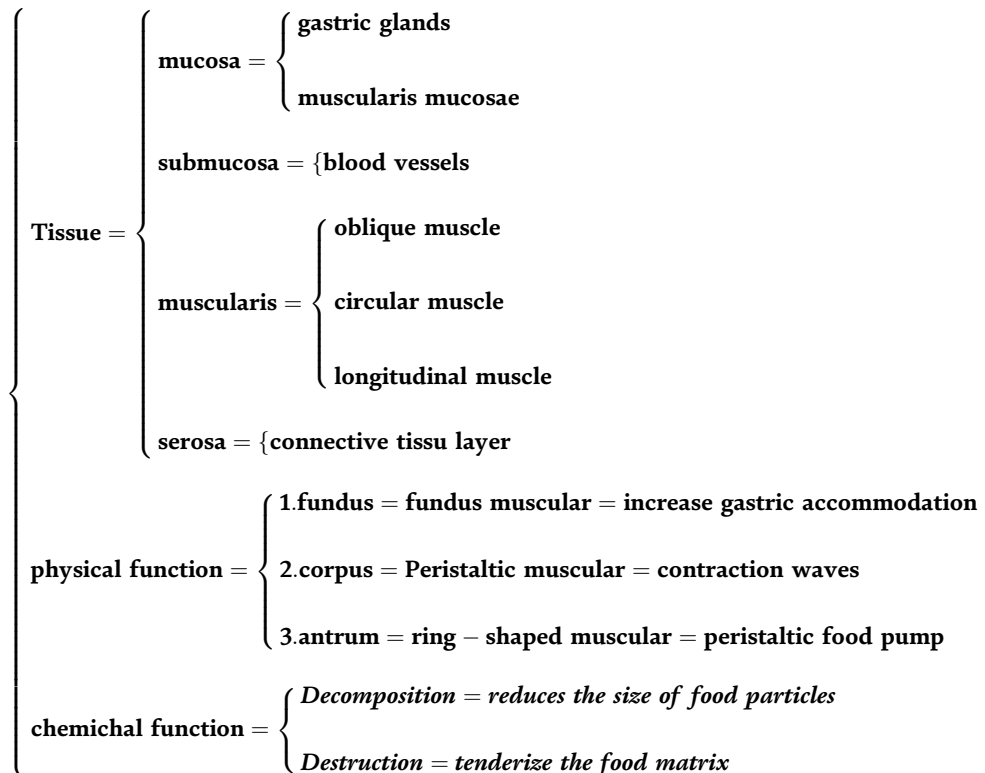 gastric glands
mucosa =
muscularis mucosae
submucosa = {blood vessels
oblique muscle
Tissue =
muscularis =
circular muscle
longitudinal muscle
serosa = {connective tissu layer
1.fundus = fundus muscular = increase gastric accommodation
physical function =
2.corpus = Peristaltic muscular = contraction waves
3.antrum = ring − shaped muscular = peristaltic food pump
Decomposition = reduces the size of food particles
chemichal function =
Destruction = tenderize the food matrix